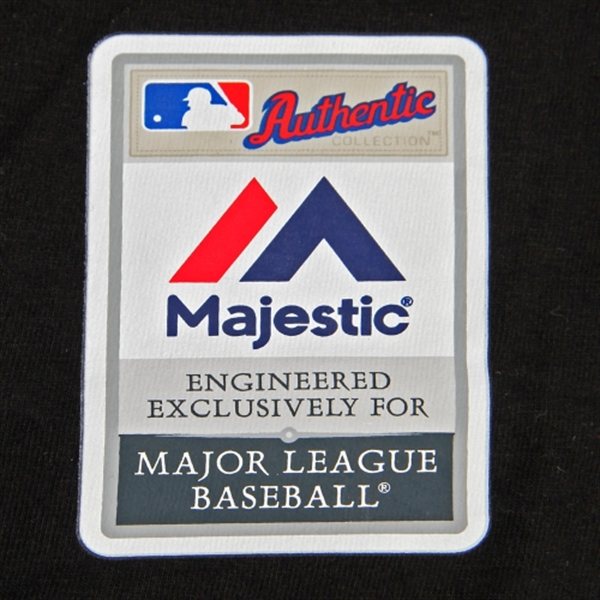 Authentic
COLLECTION™
Majestic®
ENGINEERED
EXCLUSIVELY FOR
MAJOR LEAGUE
BASEBALL®